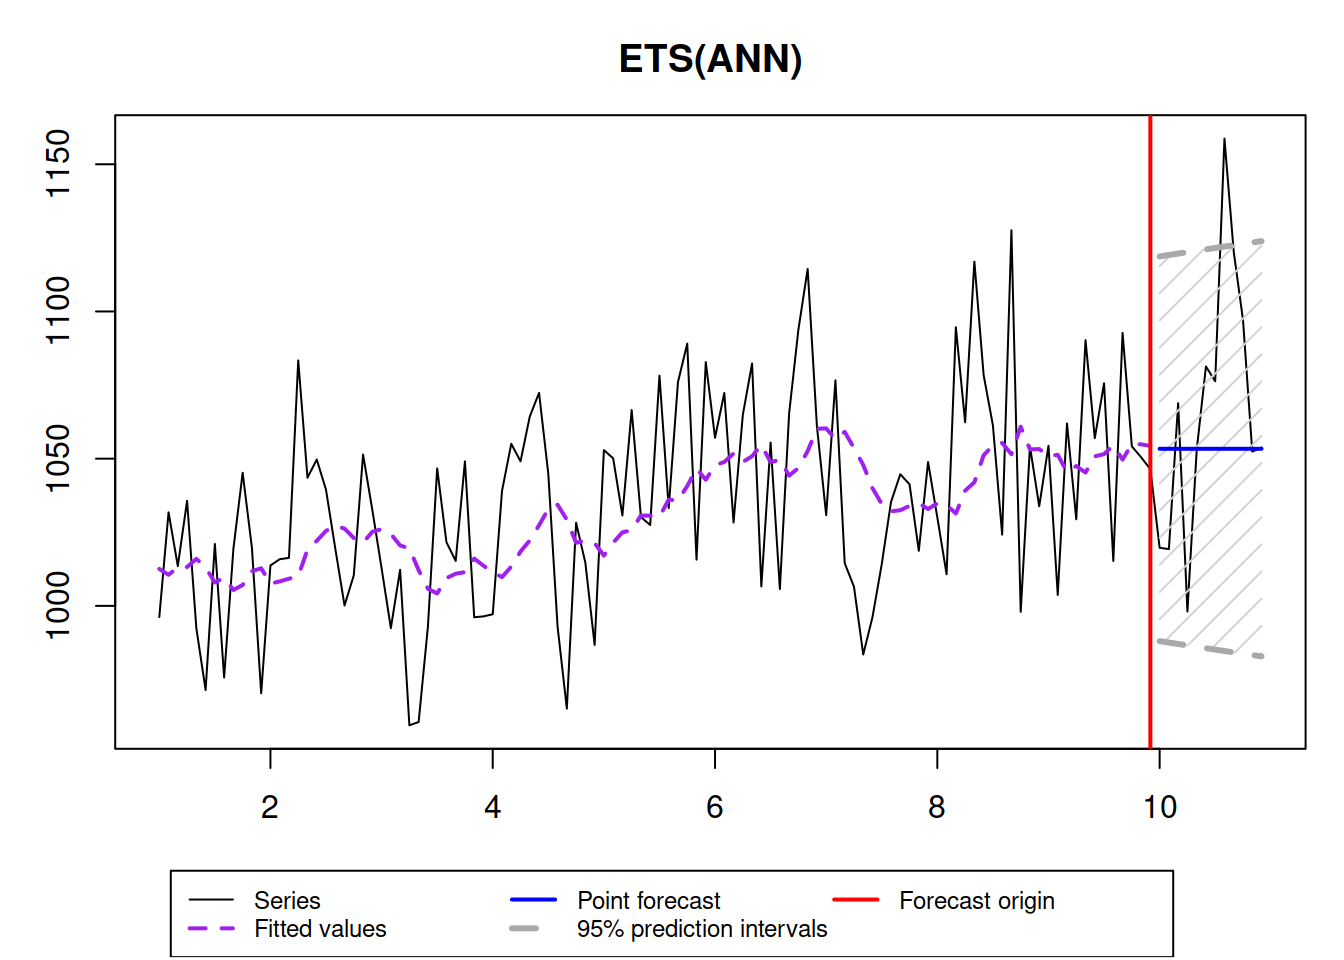 ETS(ANN)
1150
1100
1050
1000
2 4 6 8 10
Series Point forecast Forecast origin
Fitted values 95% prediction intervals